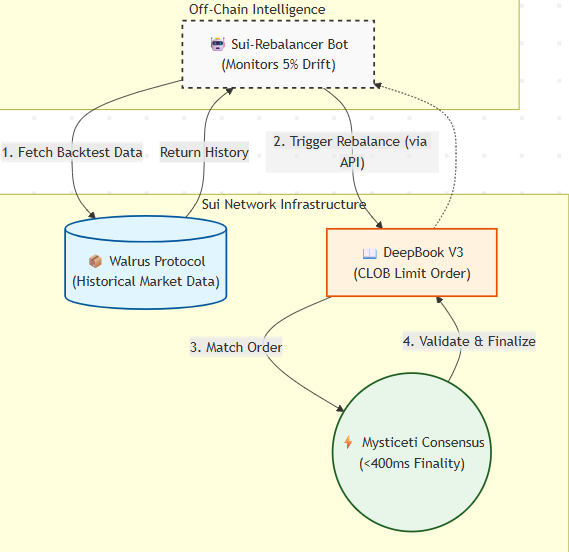 Off-Chain Intelligence
Sui-Rebalancer Bot
(Monitors 5% Drift)
1. Fetch Backtest Data
Return History
2. Trigger Rebalance (via
API)
Sui Network Infrastructure
Walrus Protocol
(Historical Market Data)
DeepBook V3
(CLOB Limit Order)
3. Match Order
4. Validate & Finalize
Mysticeti Consensus
(<400ms Finality)